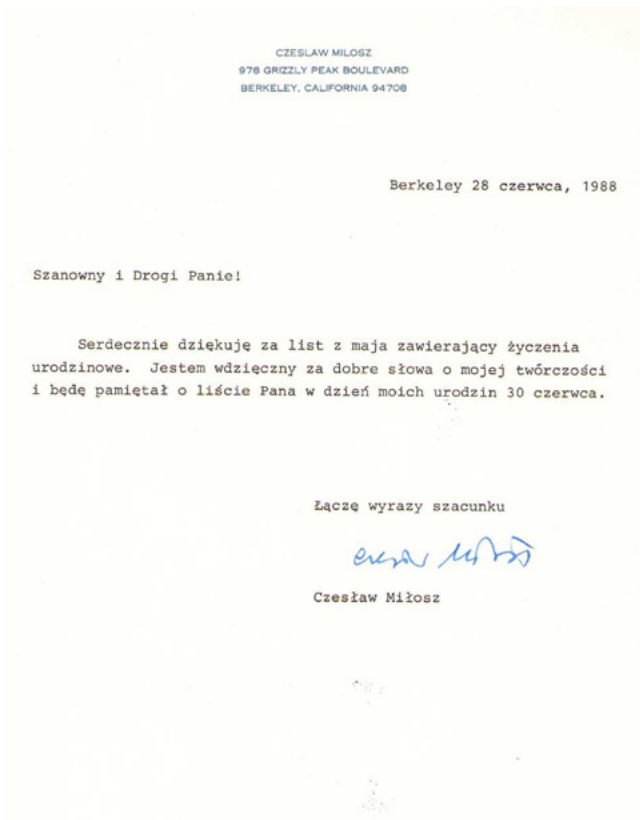 CZESLAW MILOSZ
978 GRIZZLY PEAK BOULEVARD
BERKELEY, CALIFORNIA 94708
Berkeley 28 czerwca, 1988
Szanowny i Drogi Panie!
Serdecznie dziękuję za list z maja zawierający życzenia
urodzinowe. Jestem wdzięczny za dobre słowa o mojej twórczości
i będę pamiętał o liście Pana w dzień moich urodzin 30 czerwca.
Łączę wyrazy szacunku
Czesław Miłosz
Czesław Miłosz